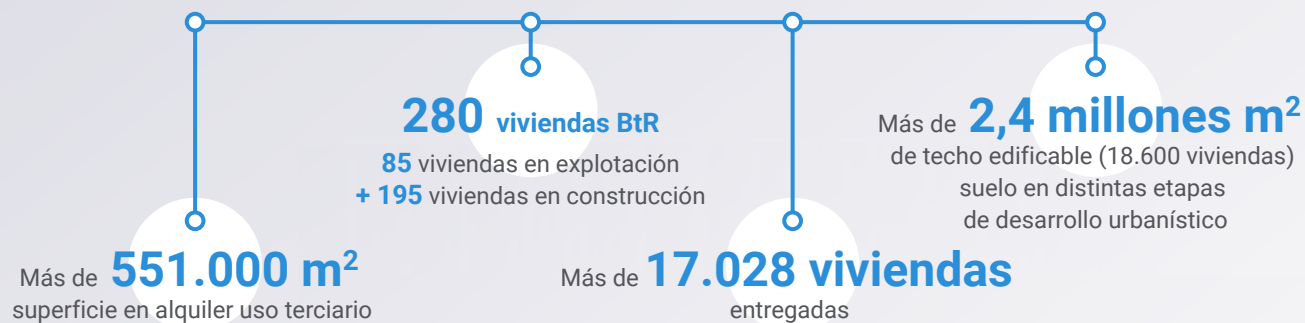 Más de 551.000 m²
superficie en alquiler uso terciario
280 viviendas BtR
85 viviendas en explotación
+ 195 viviendas en construcción
Más de 17.028 viviendas
entregadas
Más de 2,4 millones m²
de techo edificable (18.600 viviendas)
suelo en distintas etapas
de desarrollo urbanístico